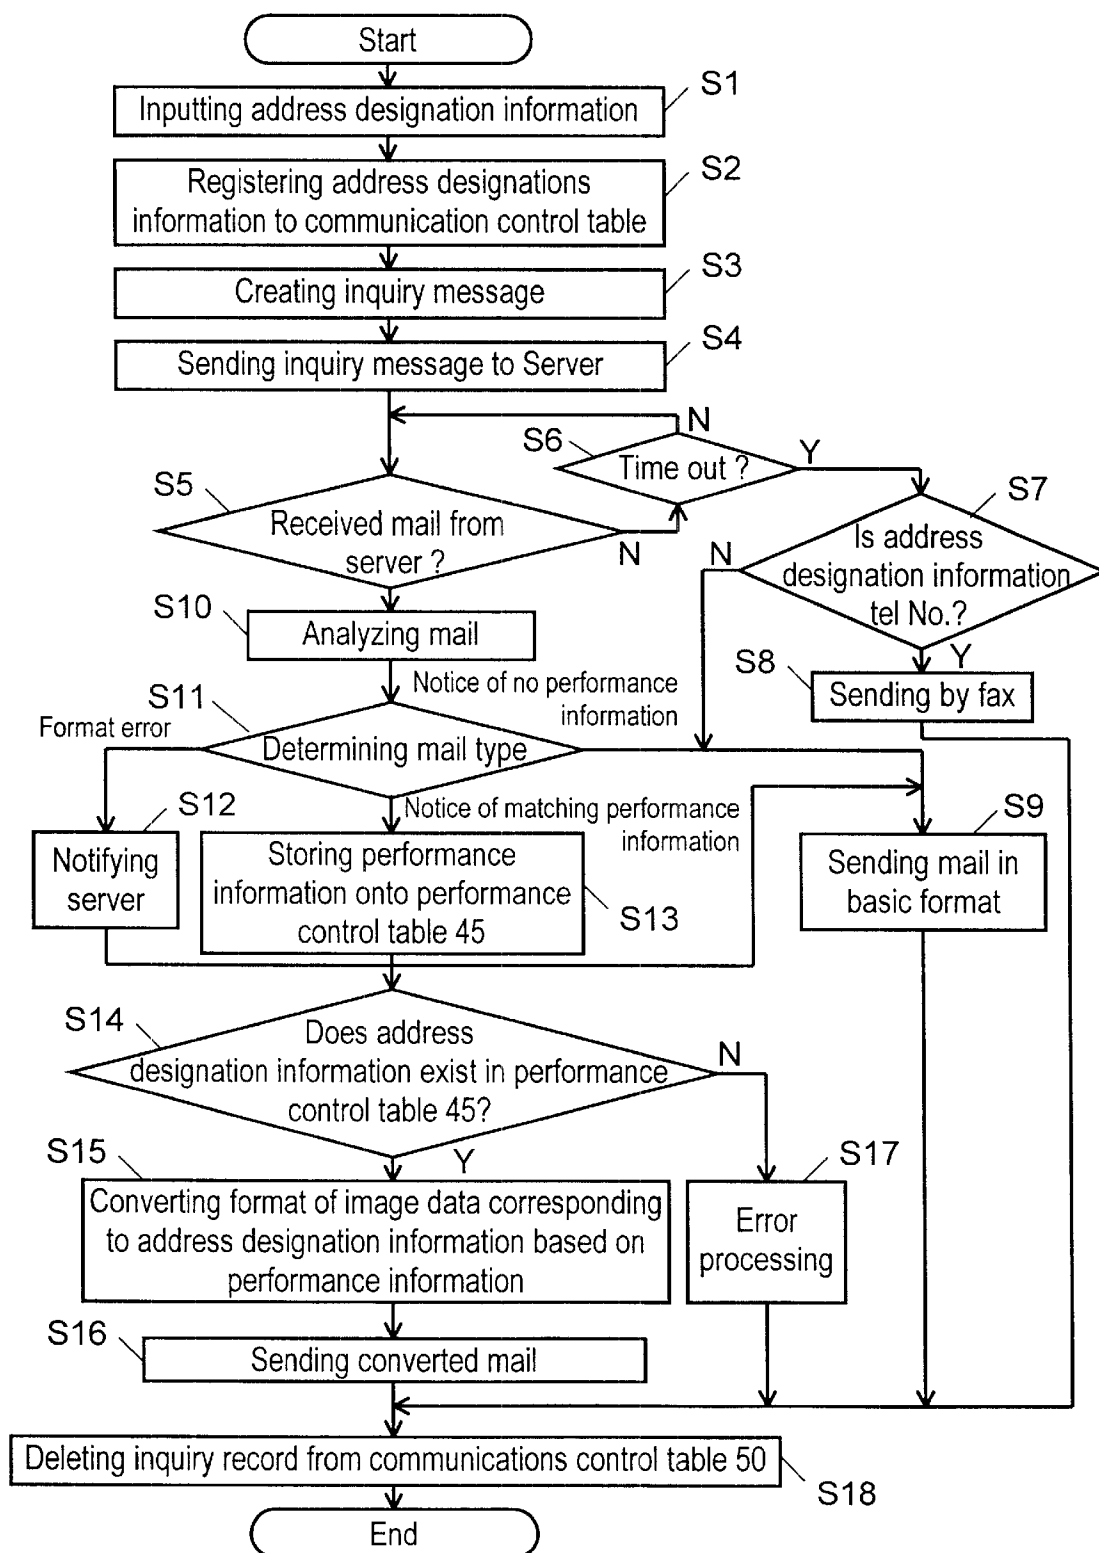 Start
S1
Inputting address designation information
S2
Registering address designations
information to communication control table
S3
Creating inquiry message
S4
Sending inquiry message to Server
N
S6
Time out ?
Y
S5
Received mail from
server ?
N
S7
Is address
designation information
tel No.?
N
Y
S10
Analyzing mail
S8
Sending by fax
Notice of no performance
information
S11
Format error
Determining mail type
S12
Notifying
server
Notice of matching performance
information
Storing performance
information onto performance
control table 45
S13
S9
Sending mail in
basic format
S14
Does address
designation information exist in performance
control table 45?
N
Y
S15
Converting format of image data corresponding
to address designation information based on
performance information
S17
Error
processing
S16
Sending converted mail
Deleting inquiry record from communications control table 50
S18
End